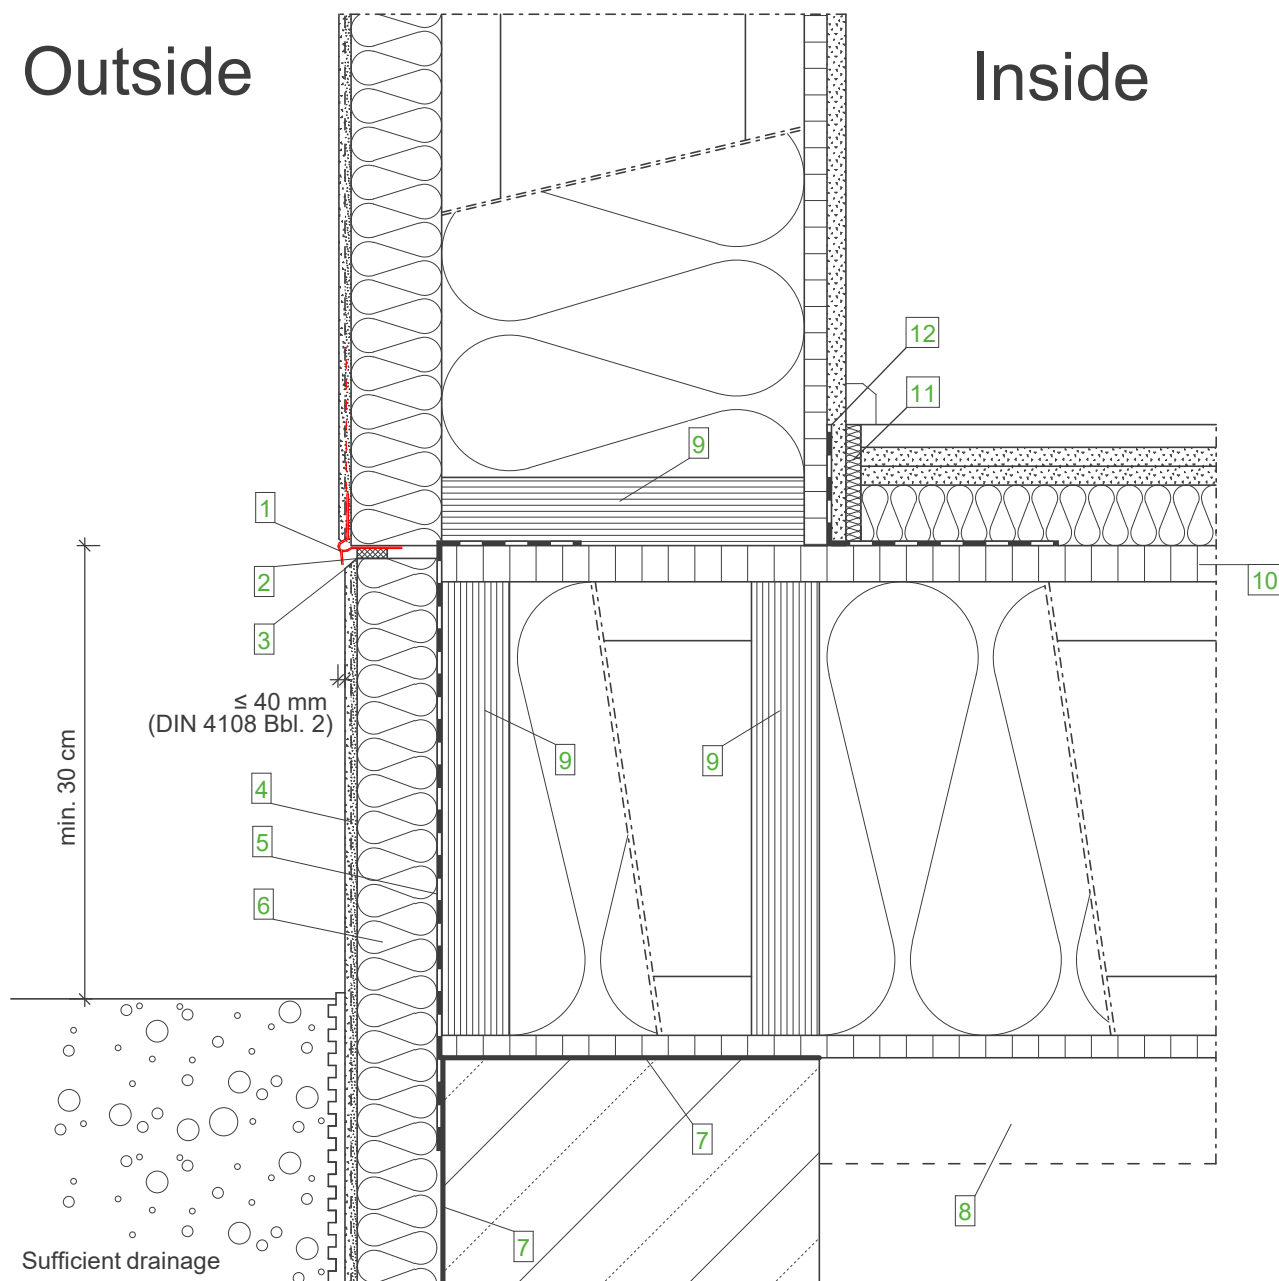 Outside
Inside
12
11
9
1
2
3
10
≤ 40 mm
(DIN 4108 Bbl. 2)
min. 30 cm
9
9
4
5
6
7
8
7
Sufficient drainage